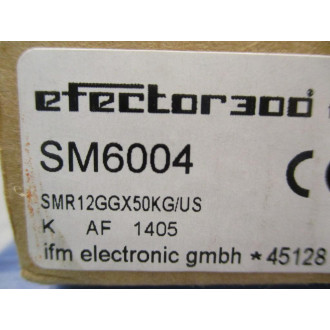 efector300
SM6004
SMR12GGX50KG/US
K AF 1405
ifm electronic gmbh *45128